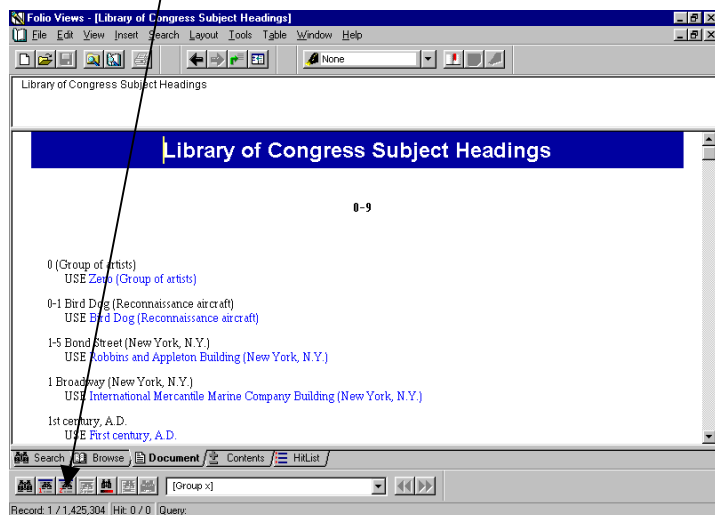 Folio Views - [Library of Congress Subject Headings]
File Edit View Insert Search Layout Tools Table Window Help
None
Library of Congress Subject Headings
Library of Congress Subject Headings
0-9
0 (Group of artists)
USE Zero (Group of artists)
0-1 Bird Dog (Reconnaissance aircraft)
USE Bird Dog (Reconnaissance aircraft)
1-5 Bond Street (New York, N.Y.)
USE Robbins and Appleton Building (New York, N.Y.)
1 Broadway (New York, N.Y.)
USE International Mercantile Marine Company Building (New York, N.Y.)
1st century, A.D.
USE First century, A.D.
Search Browse Document Contents HitList
[Group x]
Record: 1 / 1,425,304 Hit: 0 / 0 Query: